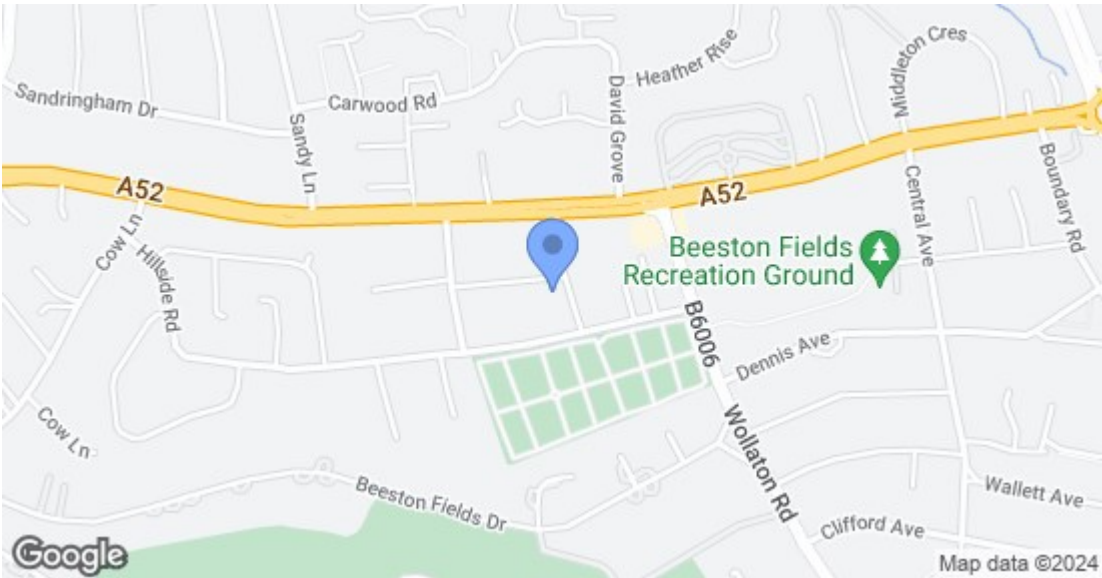 Middleton Cres
Heather Rise
Sandringham Dr
Carwood Rd
Sandy Ln
David Grove
A52
A52
Boundary Rd
Central Ave
Cow Ln
Hillside Rd
Beeston Fields
Recreation Ground
B6006
Dennis Ave
Cow Ln
Wollaton Rd
Beeston Fields Dr
Wallett Ave
Clifford Ave
Google
Map data ©2024